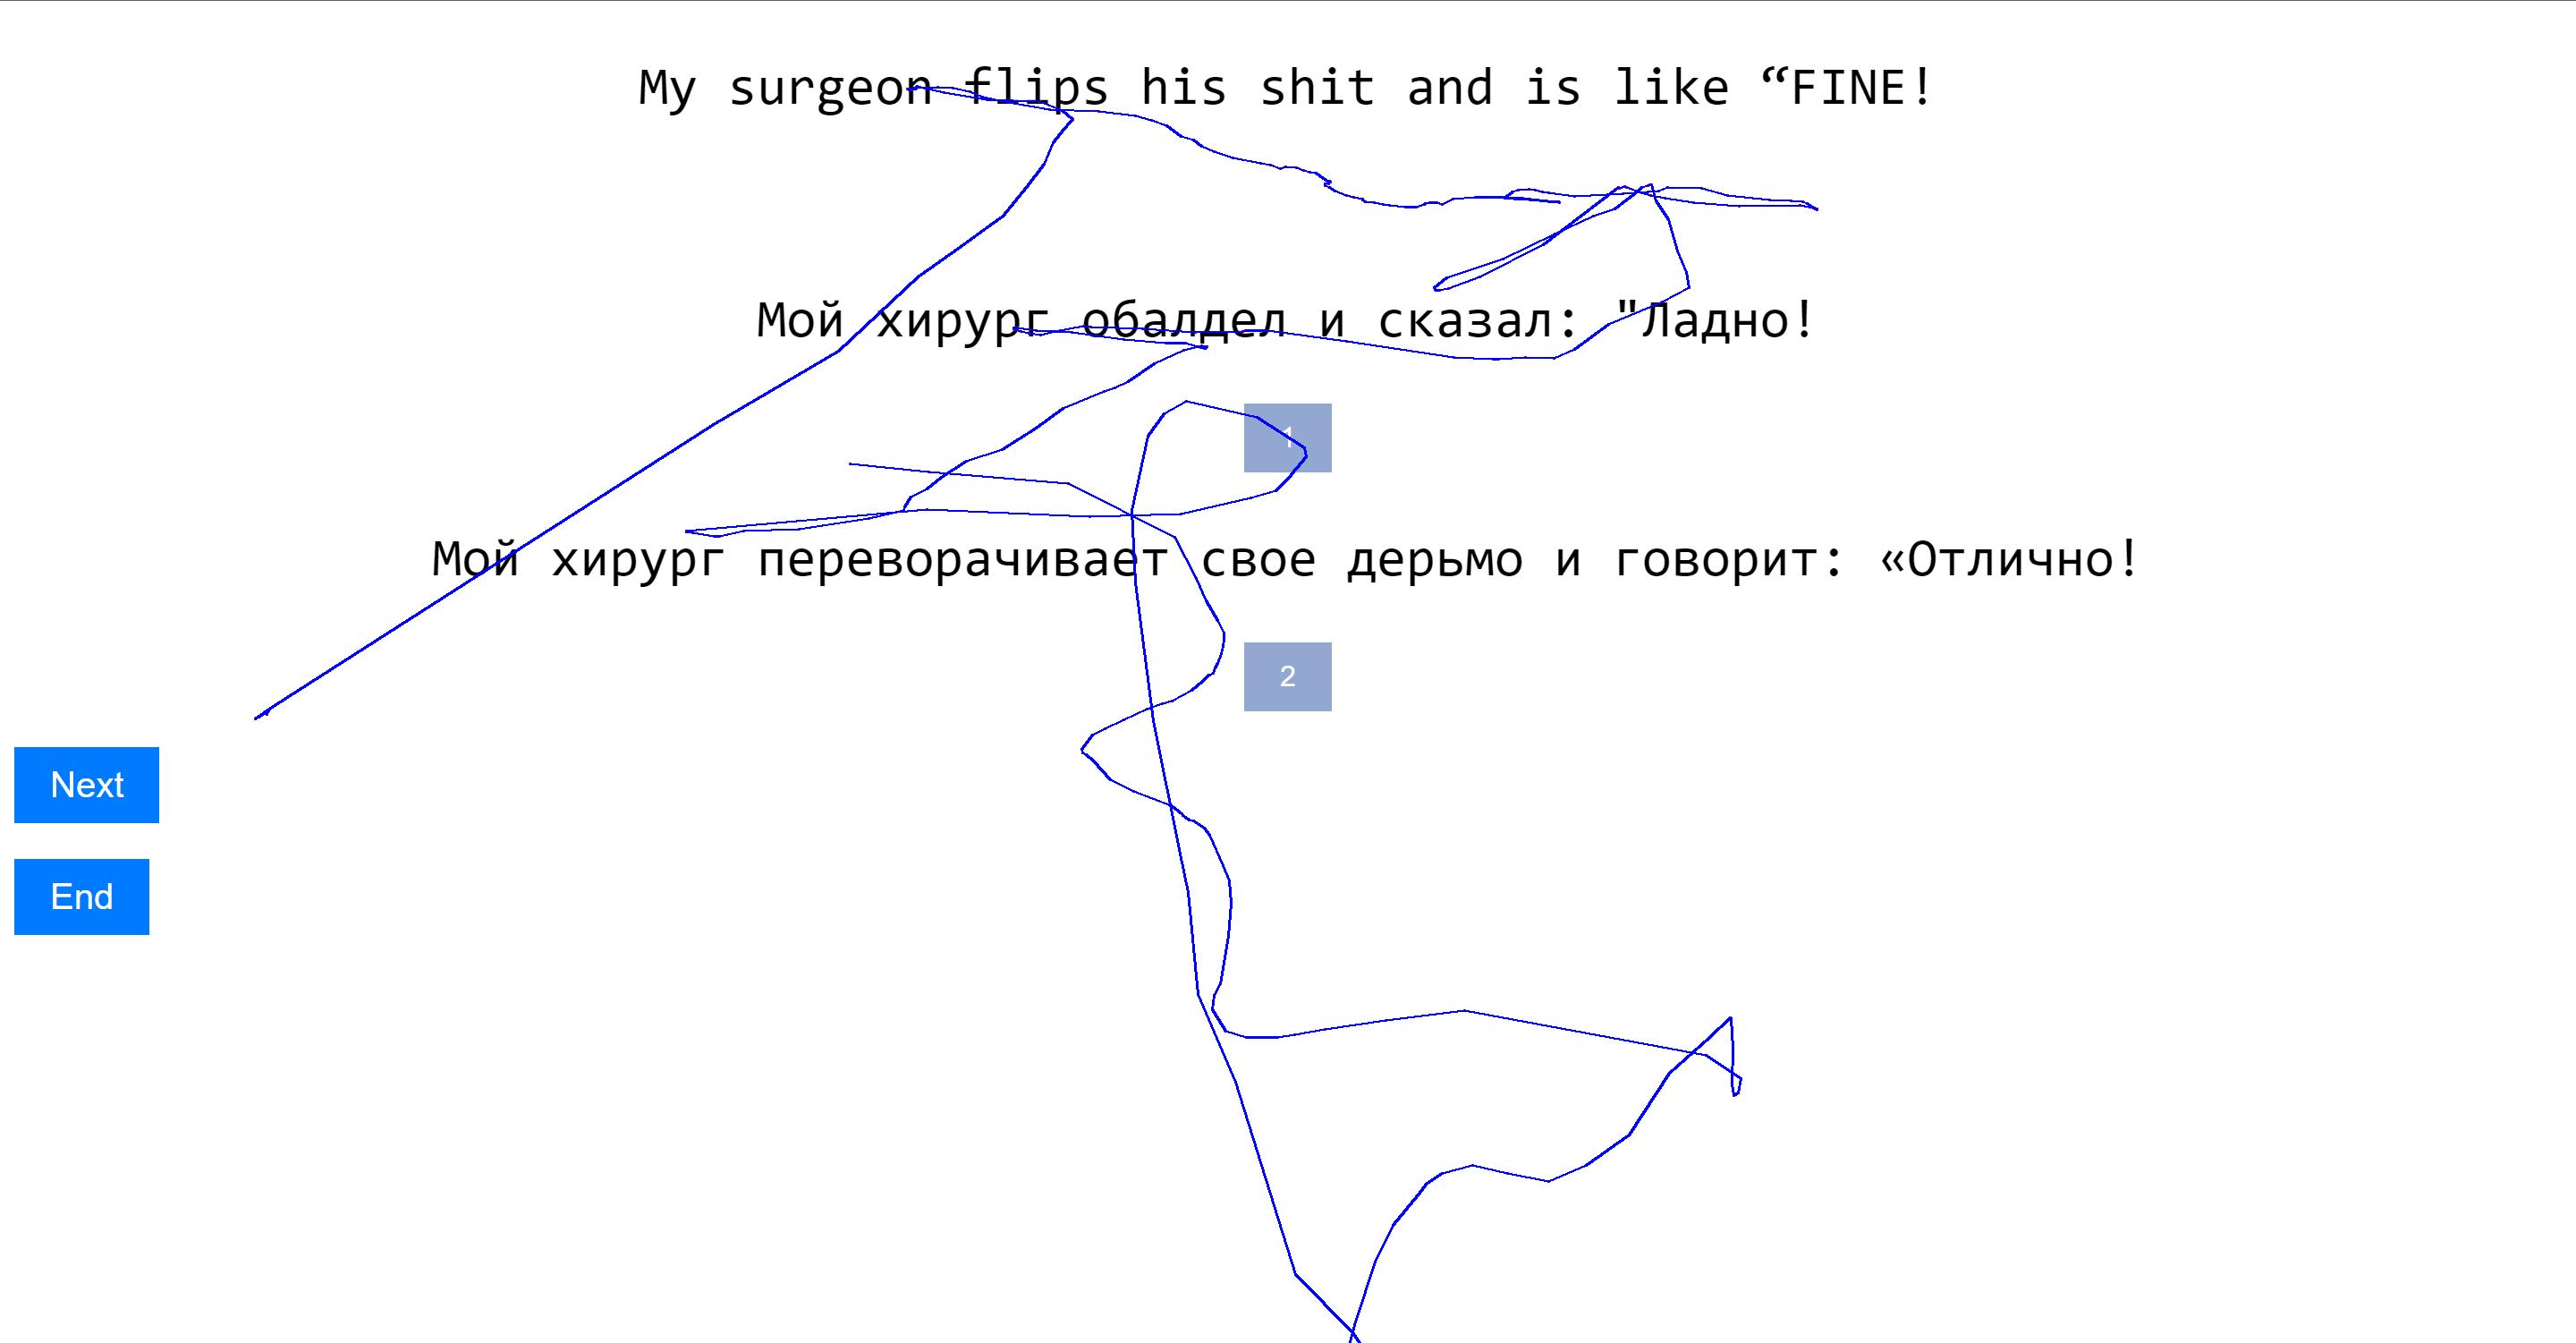 My surgeon flips his shit and is like “FINE!
Мой хирург обалдел и сказал: "Ладно!
1
Мой хирург переворачивает свое дерьмо и говорит: «Отлично!
2
Next
End